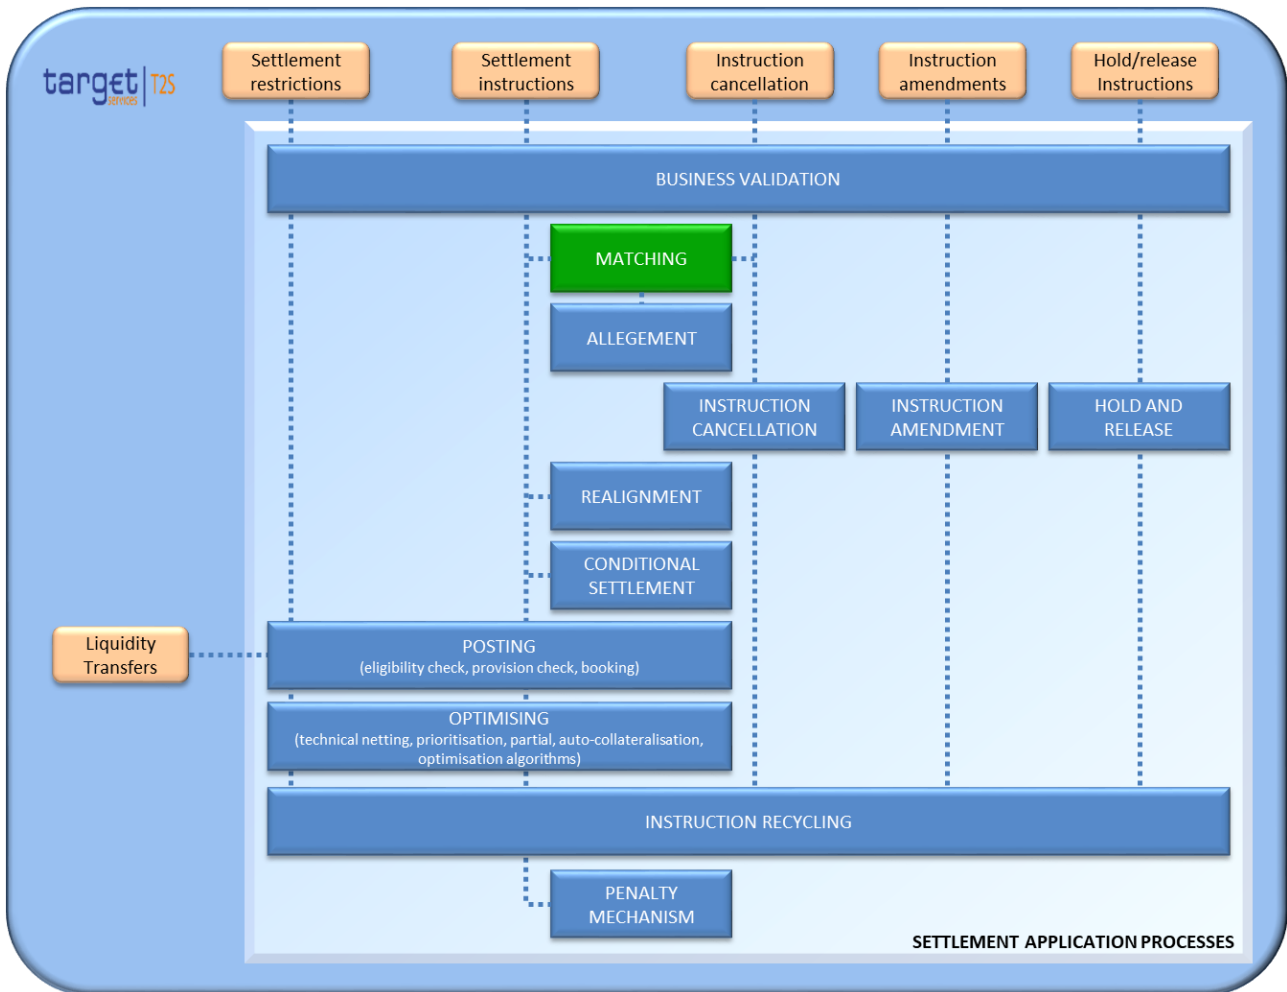 target
services
T2S
Settlement
restrictions
Settlement
instructions
Instruction
cancellation
Instruction
amendments
Hold/release
Instructions
BUSINESS VALIDATION
MATCHING
ALLEGEMENT
INSTRUCTION
CANCELLATION
INSTRUCTION
AMENDMENT
HOLD AND
RELEASE
REALIGNMENT
CONDITIONAL
SETTLEMENT
Liquidity
Transfers
POSTING
(eligibility check, provision check, booking)
OPTIMISING
(technical netting, prioritisation, partial, auto-collateralisation,
optimisation algorithms)
INSTRUCTION RECYCLING
PENALTY
MECHANISM
SETTLEMENT APPLICATION PROCESSES